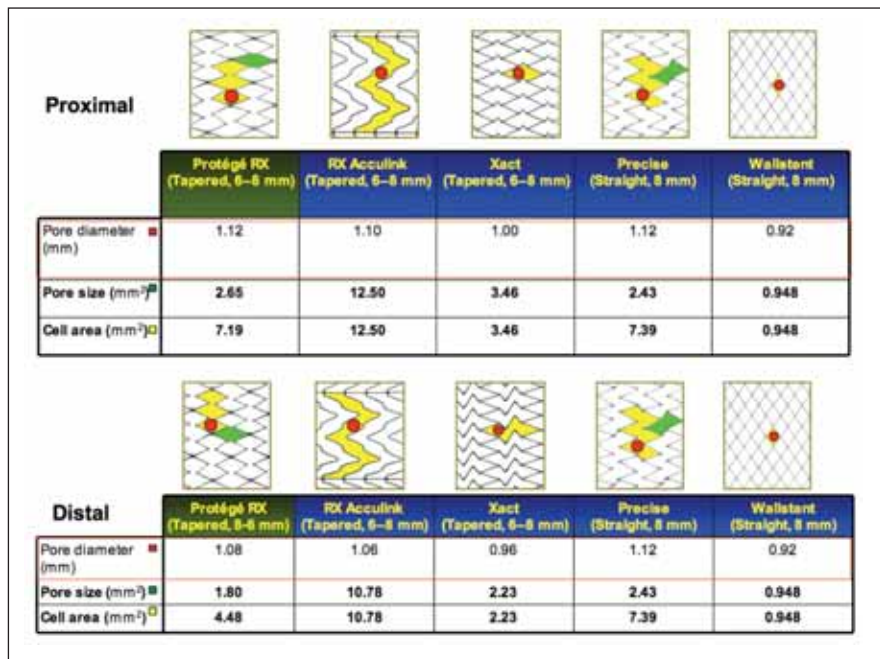 Proximal
Protégé RX RX Acculink Xact Precise Wallstent
(Tapered, 6–8 mm) (Tapered, 6–8 mm) (Tapered, 6–8 mm) (Straight, 8 mm) (Straight, 8 mm)
Pore diameter 1.12 1.10 1.00 1.12 0.92
(mm)
Pore size (mm²) 2.65 12.50 3.46 2.43 0.948
Cell area (mm²) 7.19 12.50 3.46 7.39 0.948
Distal
Protégé RX RX Acculink Xact Precise Wallstent
(Tapered, 8-6 mm) (Tapered, 6–8 mm) (Tapered, 6–8 mm) (Straight, 8 mm) (Straight, 8 mm)
Pore diameter 1.08 1.06 0.96 1.12 0.92
(mm)
Pore size (mm²) 1.80 10.78 2.23 2.43 0.948
Cell area (mm²) 4.48 10.78 2.23 7.39 0.948